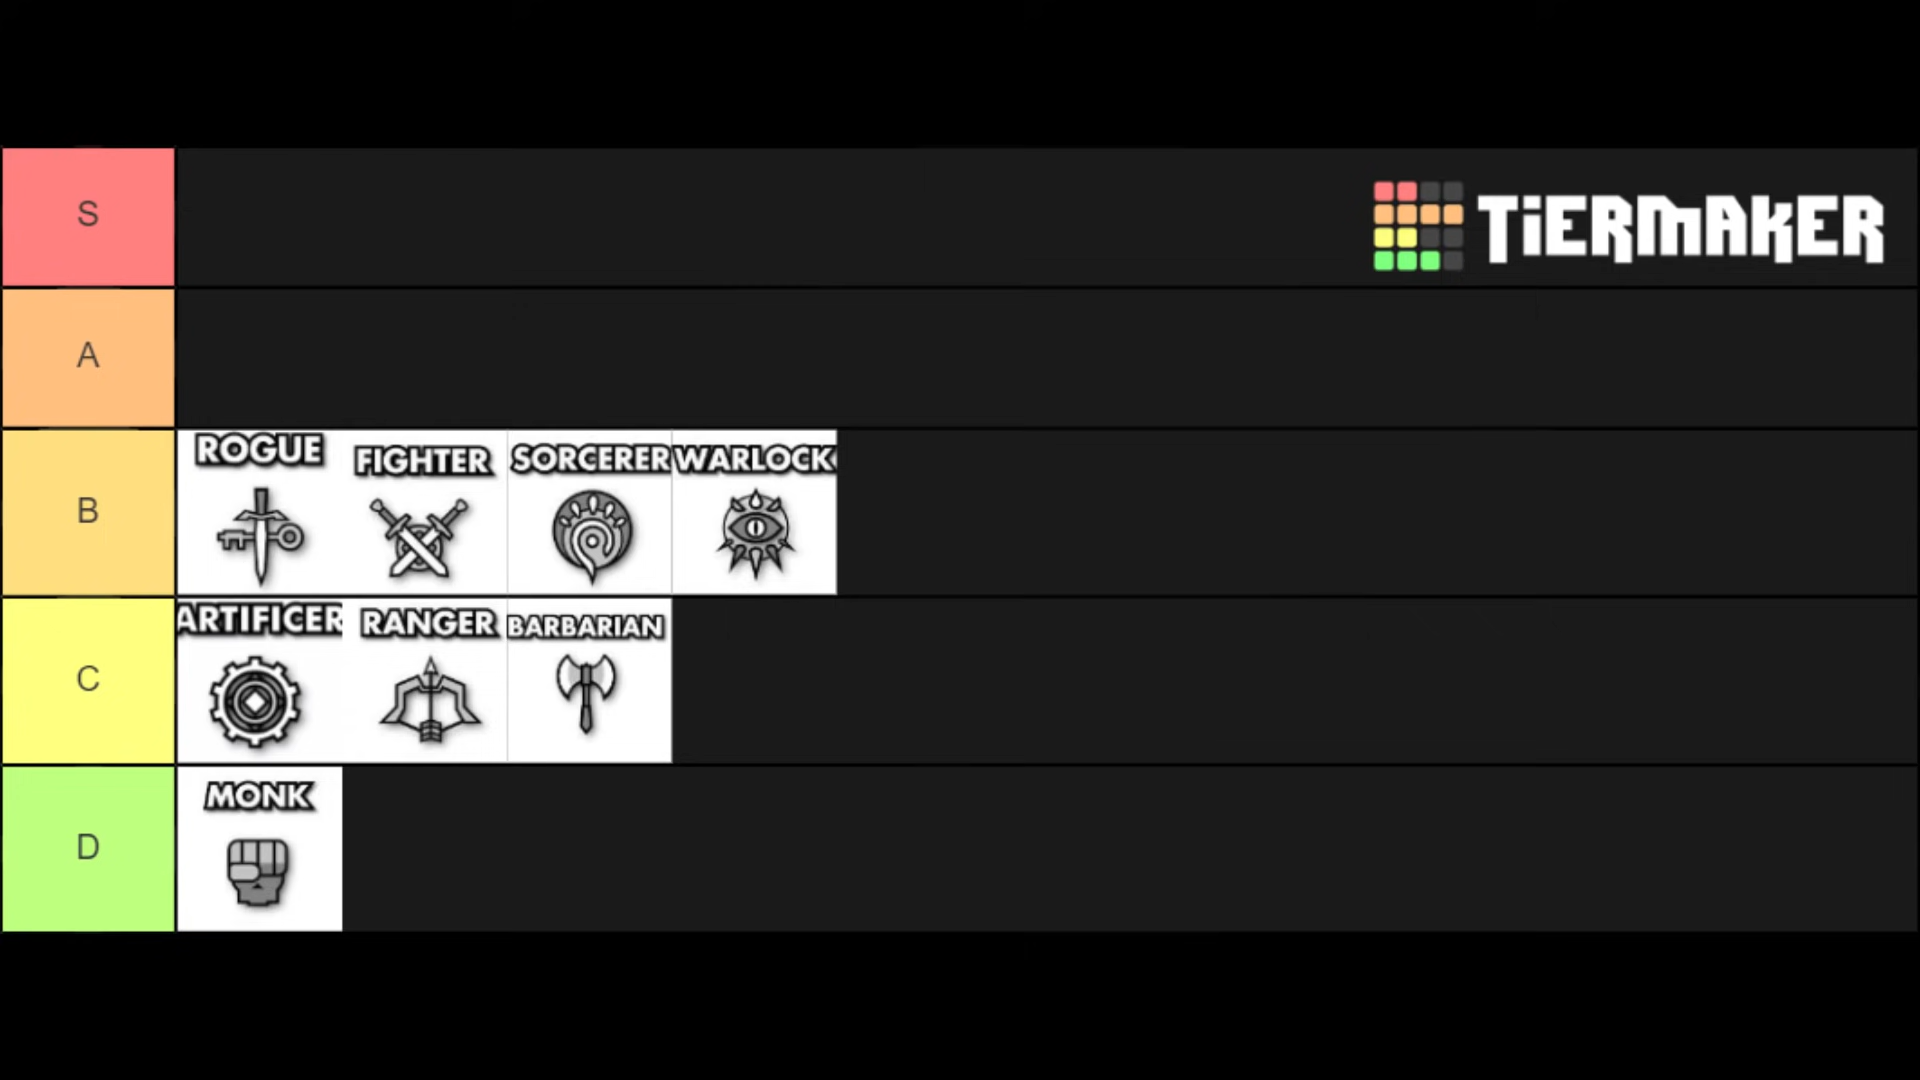 S
TiERMAKER
A
B
ROGUE
FIGHTER
SORCERER
WARLOCK
C
ARTIFICER
RANGER
BARBARIAN
D
MONK